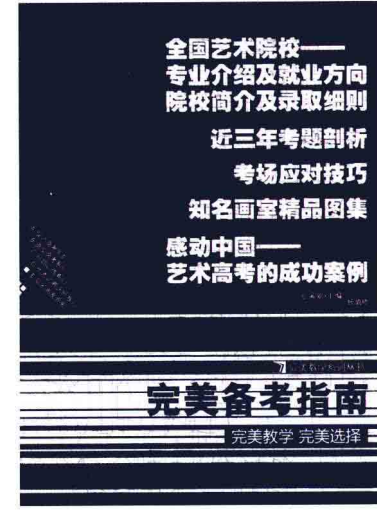 全国艺术院校——
专业介绍及就业方向
院校简介及录取细则
近三年考题剖析
考场应对技巧
知名画室精品图集
感动中国——
艺术高考的成功案例
完美备考指南
完美教学 完美选择